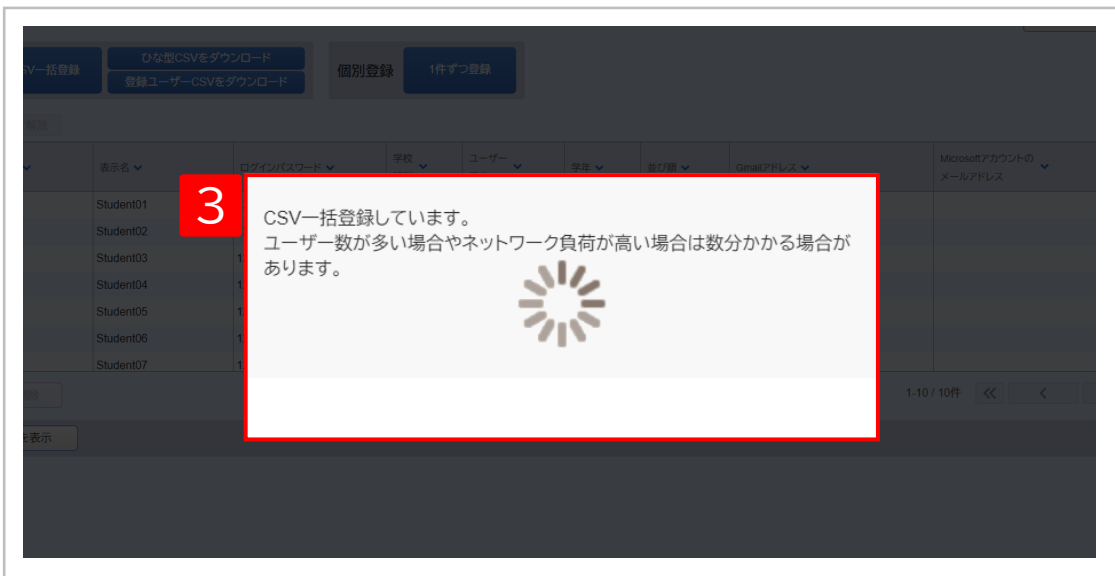 ひな型CSVをダウンロード
SV一括登録
登録ユーザーCSVをダウンロード
個別登録
1件ずつ登録
削除
表示名
ログインパスワード
学校
ユーザー
学年
並び順
Gmailアドレス
Microsoftアカウントの
メールアドレス
Student01
Student02
Student03
1
Student04
1
Student05
1
Student06
1
Student07
1
3
CSV一括登録しています。
ユーザー数が多い場合やネットワーク負荷が高い場合は数分かかる場合が
あります。
1-10 / 10件
を表示